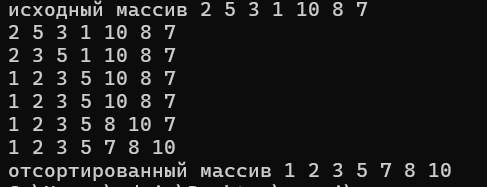 исходный массив 2 5 3 1 10 8 7
2 5 3 1 10 8 7
2 3 5 1 10 8 7
1 2 3 5 10 8 7
1 2 3 5 10 8 7
1 2 3 5 8 10 7
1 2 3 5 7 8 10
отсортированный массив 1 2 3 5 7 8 10